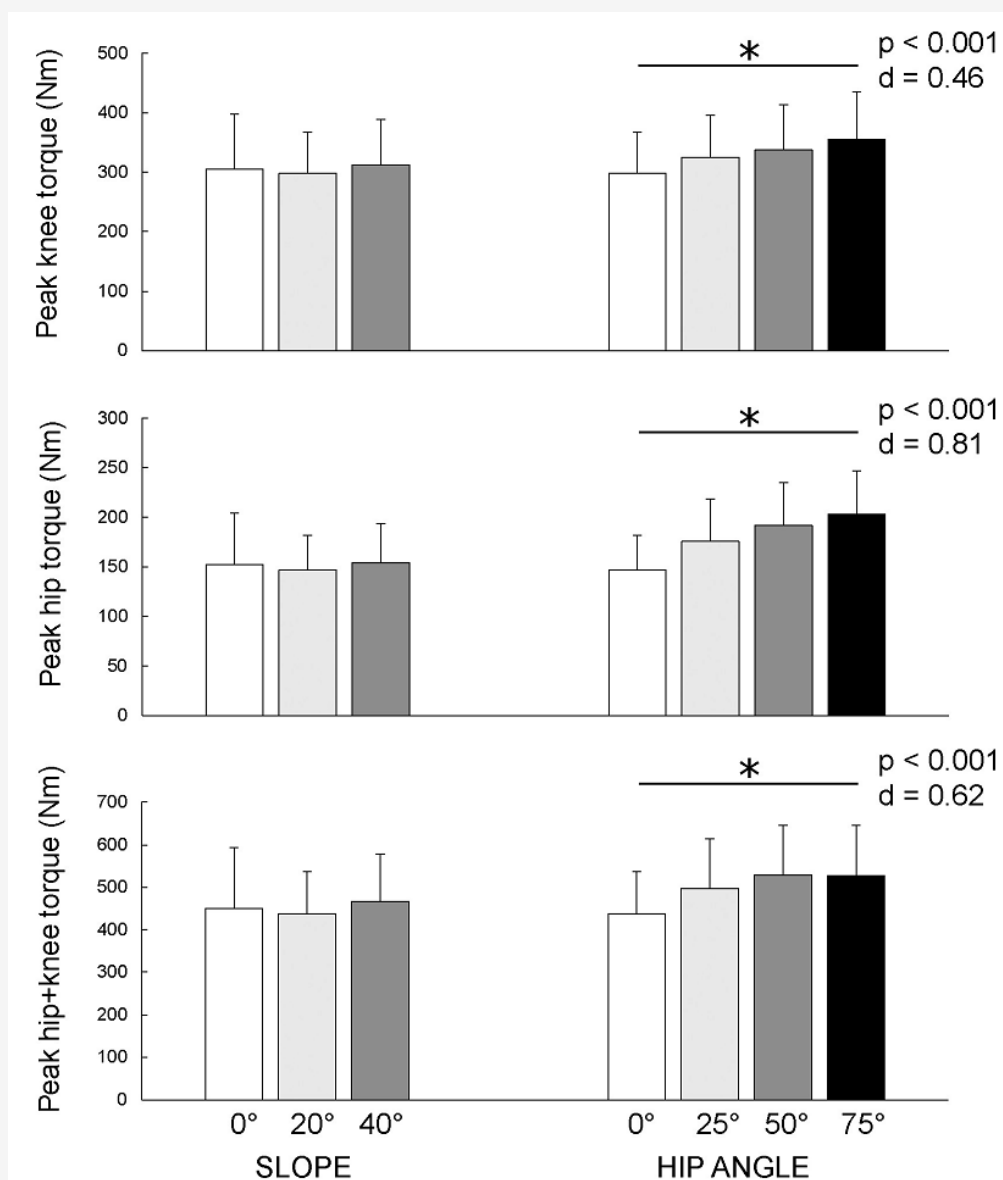 Peak knee torque (Nm)
500
400
300
200
100
0
*
p < 0.001
d = 0.46
Peak hip torque (Nm)
300
250
200
150
100
50
0
*
p < 0.001
d = 0.81
Peak hip+knee torque (Nm)
700
600
500
400
300
200
100
0
*
p < 0.001
d = 0.62
0° 20° 40° 0° 25° 50° 75°
SLOPE HIP ANGLE